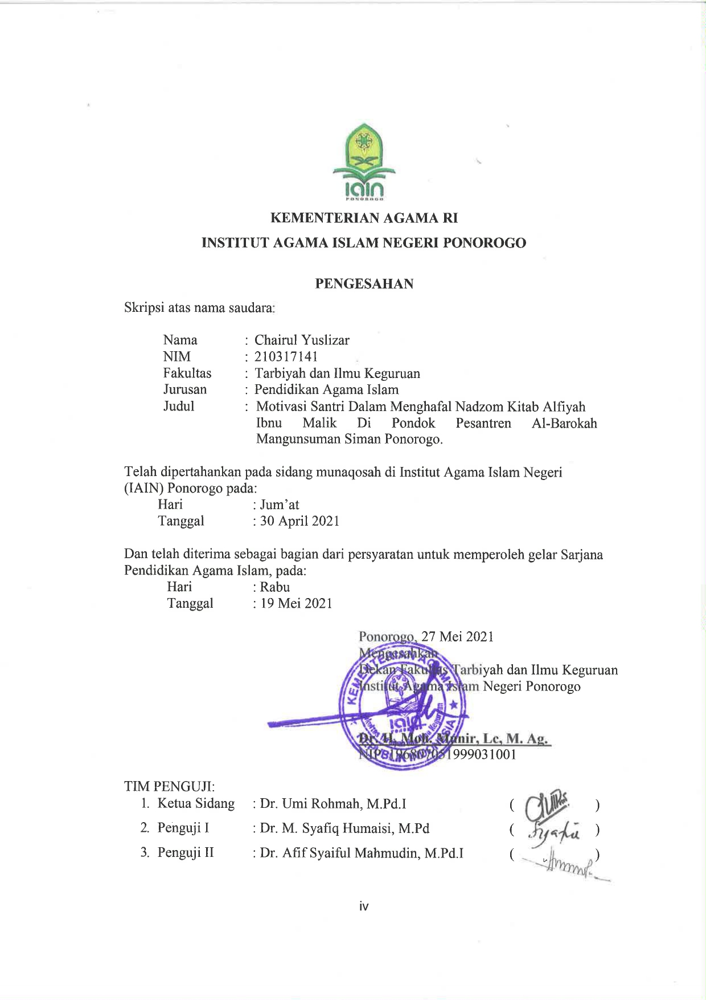 IAIN
PONOROGO
KEMENTERIAN AGAMA RI
INSTITUT AGAMA ISLAM NEGERI PONOROGO
PENGESAHAN
Skripsi atas nama saudara:
Nama : Chairul Yuslizar
NIM : 210317141
Fakultas : Tarbiyah dan Ilmu Keguruan
Jurusan : Pendidikan Agama Islam
Judul : Motivasi Santri Dalam Menghafal Nadzom Kitab Alfiyah
Ibnu Malik Di Pondok Pesantren Al-Barokah
Mangunsuman Siman Ponorogo.
Telah dipertahankan pada sidang munaqosah di Institut Agama Islam Negeri
(IAIN) Ponorogo pada:
Hari : Jum'at
Tanggal : 30 April 2021
Dan telah diterima sebagai bagian dari persyaratan untuk memperoleh gelar Sarjana
Pendidikan Agama Islam, pada:
Hari : Rabu
Tanggal : 19 Mei 2021
Ponorogo, 27 Mei 2021
Mengesahkan
Dekan Fakultas Tarbiyah dan Ilmu Keguruan
Institut Agama Islam Negeri Ponorogo
KEMENTERIAN AGAMA
IAIN
REPUBLIK INDONESIA
Dr. H. Moh. Munir, Lc, M. Ag.
NIP. 196807051999031001
TIM PENGUJI:
1. Ketua Sidang : Dr. Umi Rohmah, M.Pd.I ( )
2. Penguji I : Dr. M. Syafiq Humaisi, M.Pd ( )
3. Penguji II : Dr. Afif Syaiful Mahmudin, M.Pd.I ( )
iv